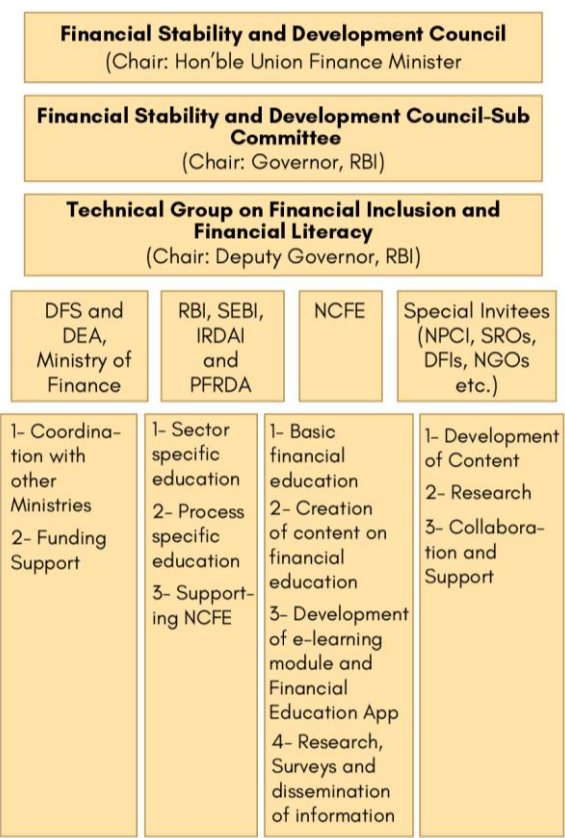 Financial Stability and Development Council
(Chair: Hon'ble Union Finance Minister
Financial Stability and Development Council-Sub
Committee
(Chair: Governor, RBI)
Technical Group on Financial Inclusion and
Financial Literacy
(Chair: Deputy Governor, RBI)
DFS and
DEA,
Ministry of
Finance
RBI, SEBI,
IRDAI
and
PFRDA
NCFE
Special Invitees
(NPCI, SROs,
DFIs, NGOs
etc.)
1- Coordina-
tion with
other
Ministries
2- Funding
Support
1- Sector
specific
education
2- Process
specific
education
3- Support-
ing NCFE
1- Basic
financial
education
2- Creation
of content on
financial
education
3- Development
of e-learning
module and
Financial
Education App
4- Research,
Surveys and
dissemination
of information
1- Development
of Content
2- Research
3- Collabora-
tion and
Support